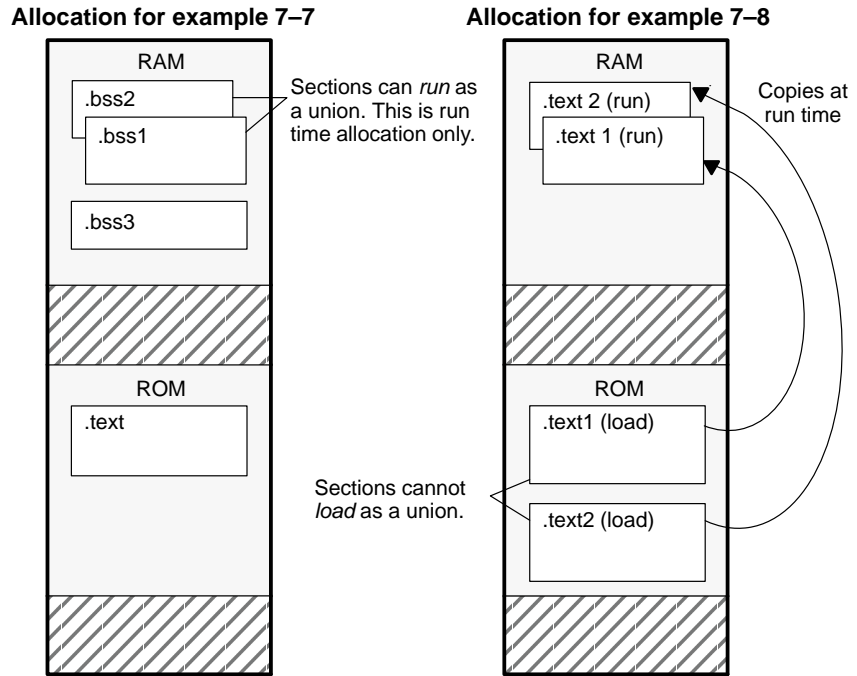 Allocation for example 7–7
RAM
.bss2
.bss1
.bss3
ROM
.text
Sections can run as
a union. This is run
time allocation only.
Allocation for example 7–8
RAM
.text 2 (run)
.text 1 (run)
Copies at
run time
ROM
.text1 (load)
.text2 (load)
Sections cannot
load as a union.